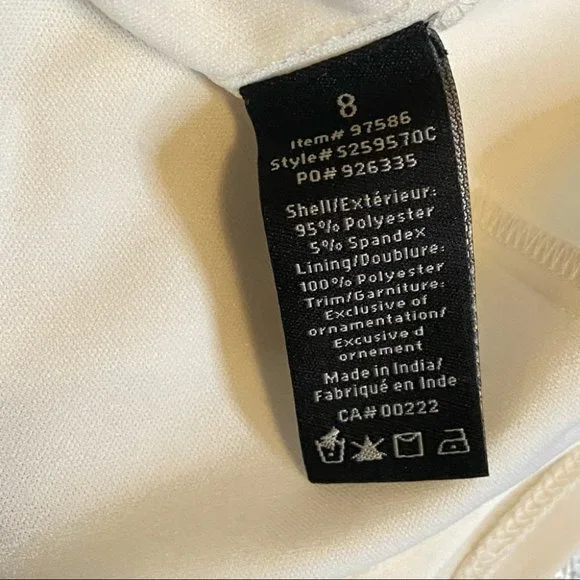 8
Item# 97586
Style# S259570C
PO# 926335
Shell/Extérieur:
95% Polyester
5% Spandex
Lining/Doublure:
100% Polyester
Trim/Garniture:
Exclusive of
ornamentation/
Excusive d
ornement
Made in India/
Fabriqué en Inde
CA# 00222